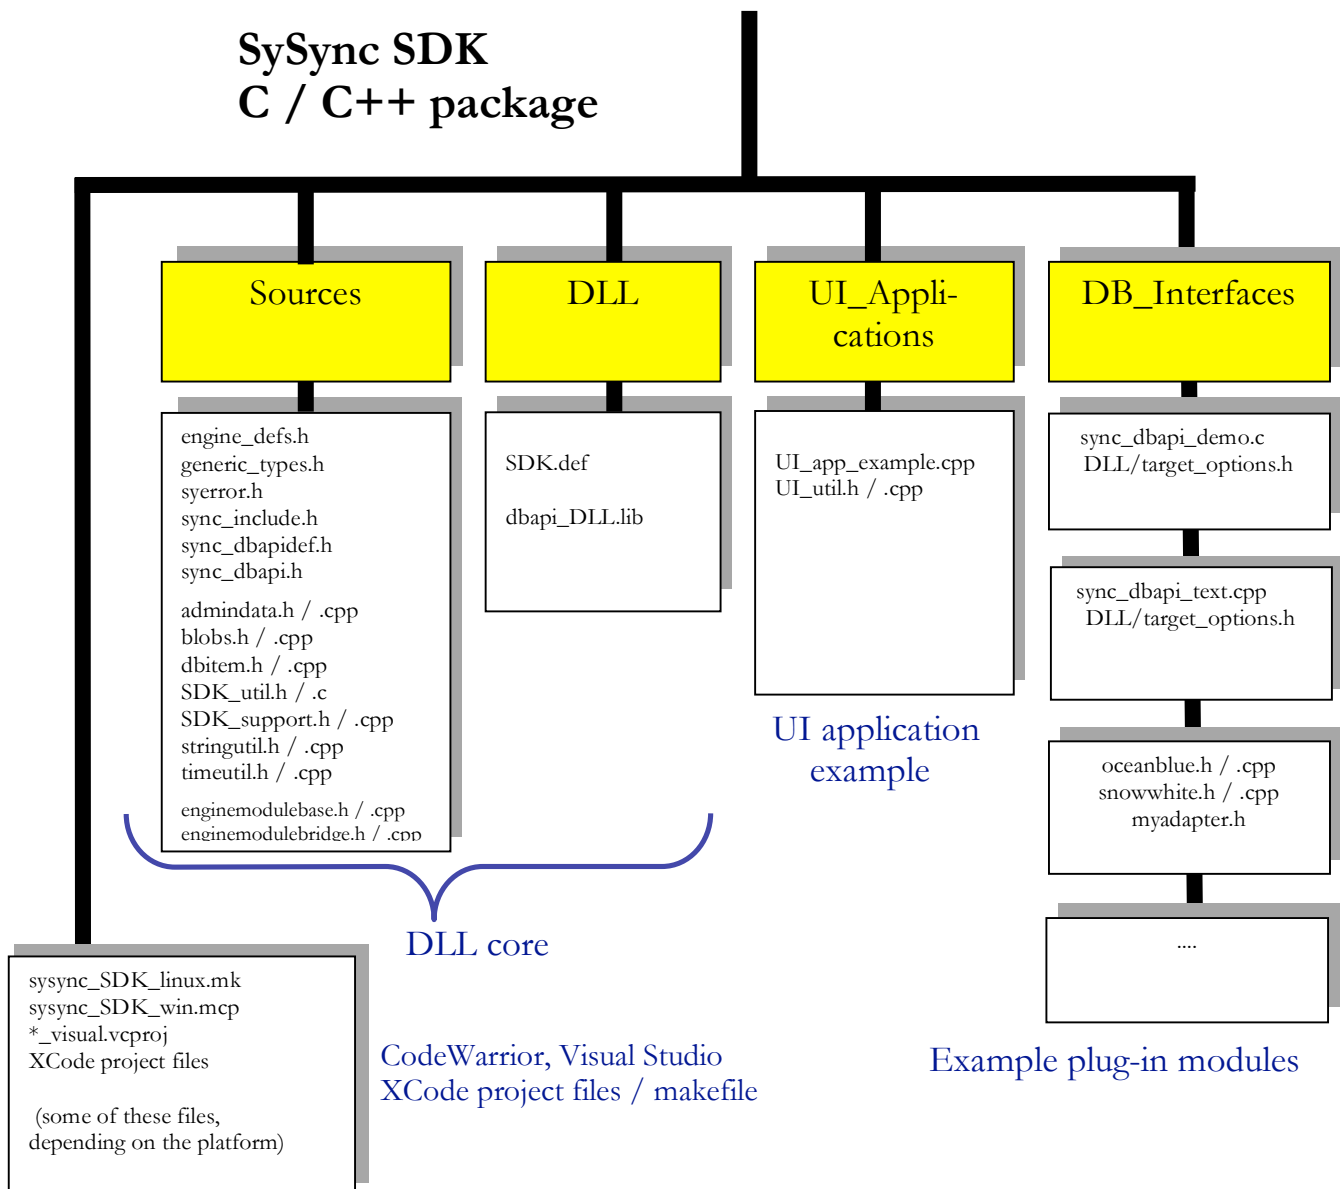 SySync SDK
C / C++ package
Sources
engine_defs.h
generic_types.h
syerror.h
sync_include.h
sync_dbapidef.h
sync_dbapi.h
admindata.h / .cpp
blobs.h / .cpp
dbitem.h / .cpp
SDK_util.h / .c
SDK_support.h / .cpp
stringutil.h / .cpp
timeutil.h / .cpp
enginemodulebase.h / .cpp
enginemodulebridge.h / .cpp
DLL
SDK.def
dbapi_DLL.lib
DLL core
UI_Appli-
cations
UI_app_example.cpp
UI_util.h / .cpp
UI application
example
DB_Interfaces
sync_dbapi_demo.c
DLL/target_options.h
sync_dbapi_text.cpp
DLL/target_options.h
oceanblue.h / .cpp
snowwhite.h / .cpp
myadapter.h
....
Example plug-in modules
sysync_SDK_linux.mk
sysync_SDK_win.mcp
*_visual.vcproj
XCode project files
(some of these files,
depending on the platform)
CodeWarrior, Visual Studio
XCode project files / makefile